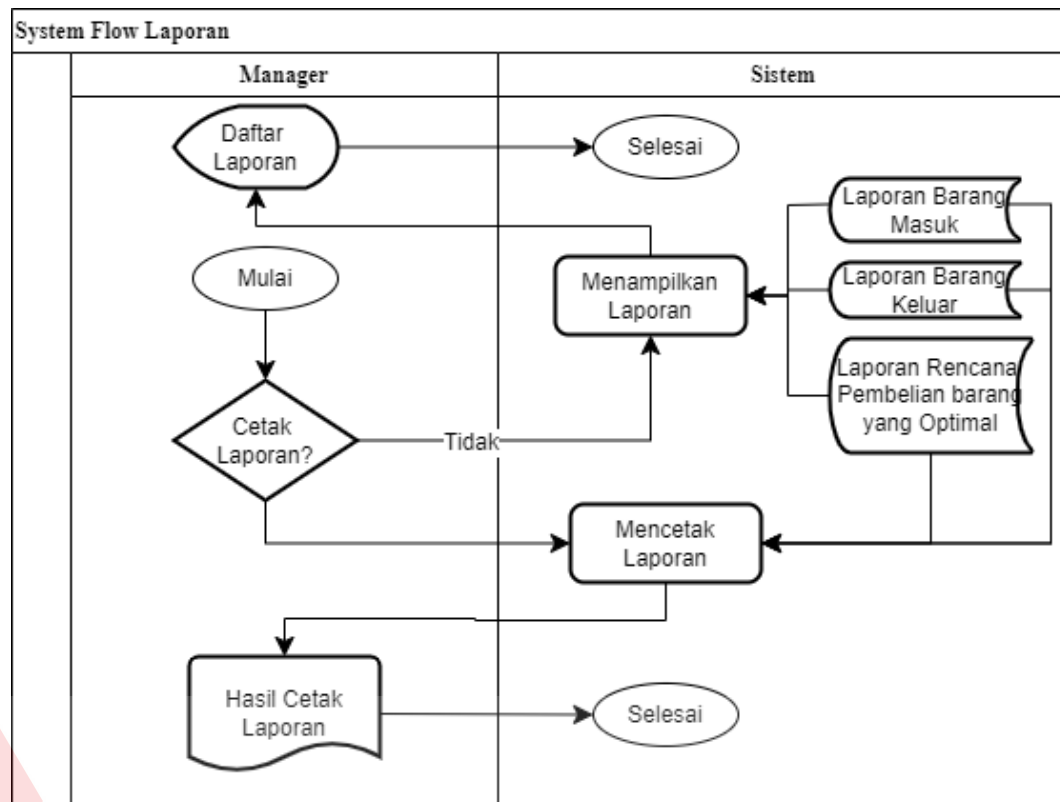 System Flow Laporan
Manager
Sistem
Daftar
Laporan
Selesai
Laporan Barang
Masuk
Mulai
Menampilkan
Laporan
Laporan Barang
Keluar
Laporan Rencana
Pembelian barang
yang Optimal
Cetak
Laporan?
Tidak
Mencetak
Laporan
Hasil Cetak
Laporan
Selesai